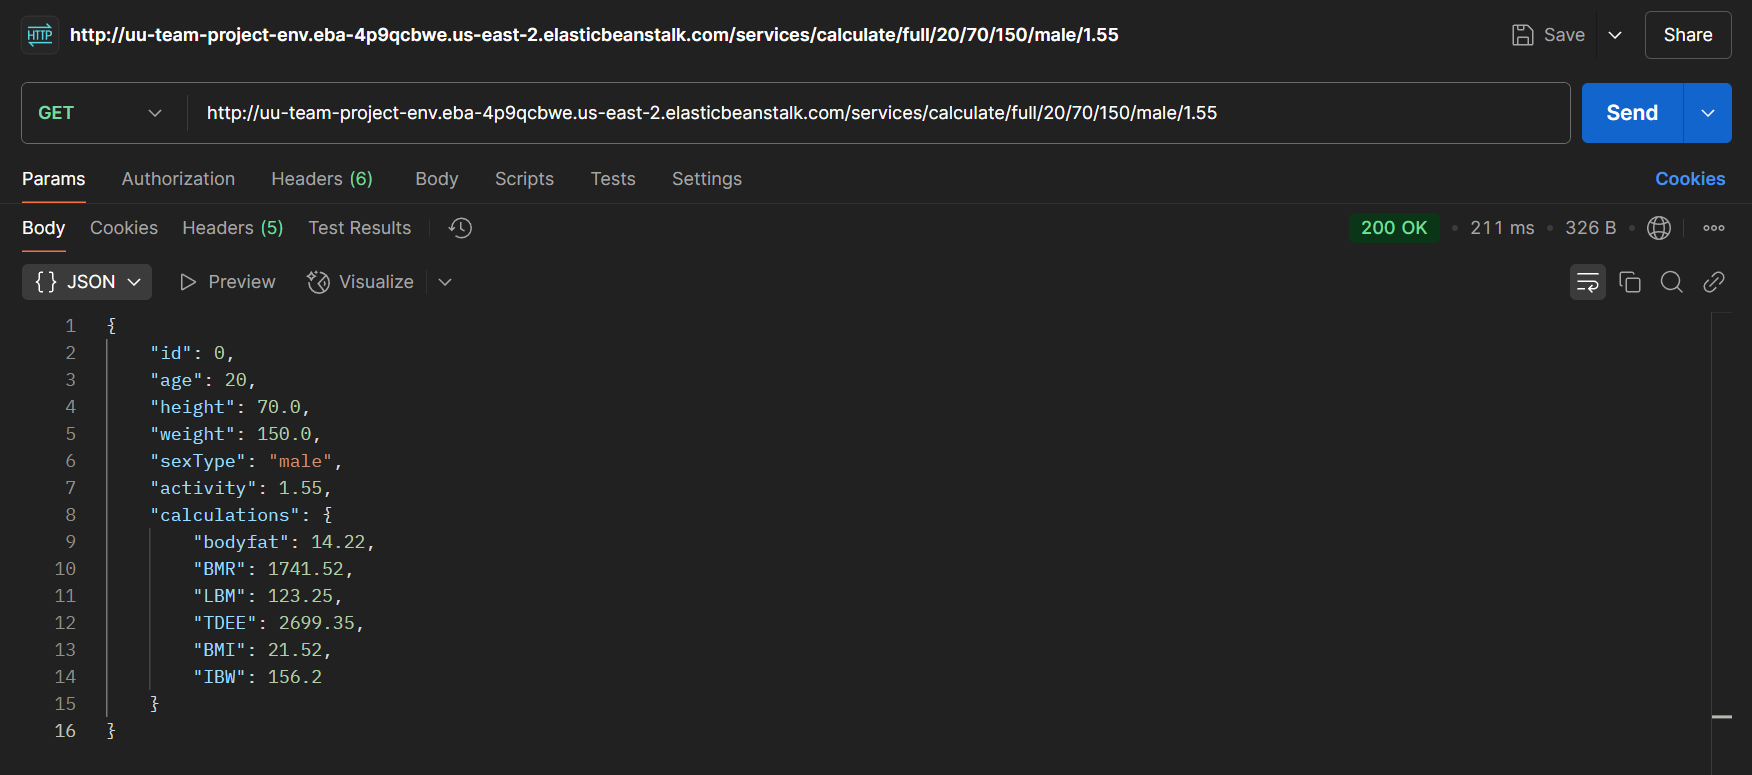 HTTP http://uu-team-project-env.eba-4p9qcbwe.us-east-2.elasticbeanstalk.com/services/calculate/full/20/70/150/male/1.55 Save Share
GET http://uu-team-project-env.eba-4p9qcbwe.us-east-2.elasticbeanstalk.com/services/calculate/full/20/70/150/male/1.55 Send
Params Authorization Headers (6) Body Scripts Tests Settings Cookies
Body Cookies Headers (5) Test Results 200 OK • 211 ms • 326 B •
{} JSON Preview Visualize
1 {
2 "id": 0,
3 "age": 20,
4 "height": 70.0,
5 "weight": 150.0,
6 "sexType": "male",
7 "activity": 1.55,
8 "calculations": {
9 "bodyfat": 14.22,
10 "BMR": 1741.52,
11 "LBM": 123.25,
12 "TDEE": 2699.35,
13 "BMI": 21.52,
14 "IBW": 156.2
15 }
16 }